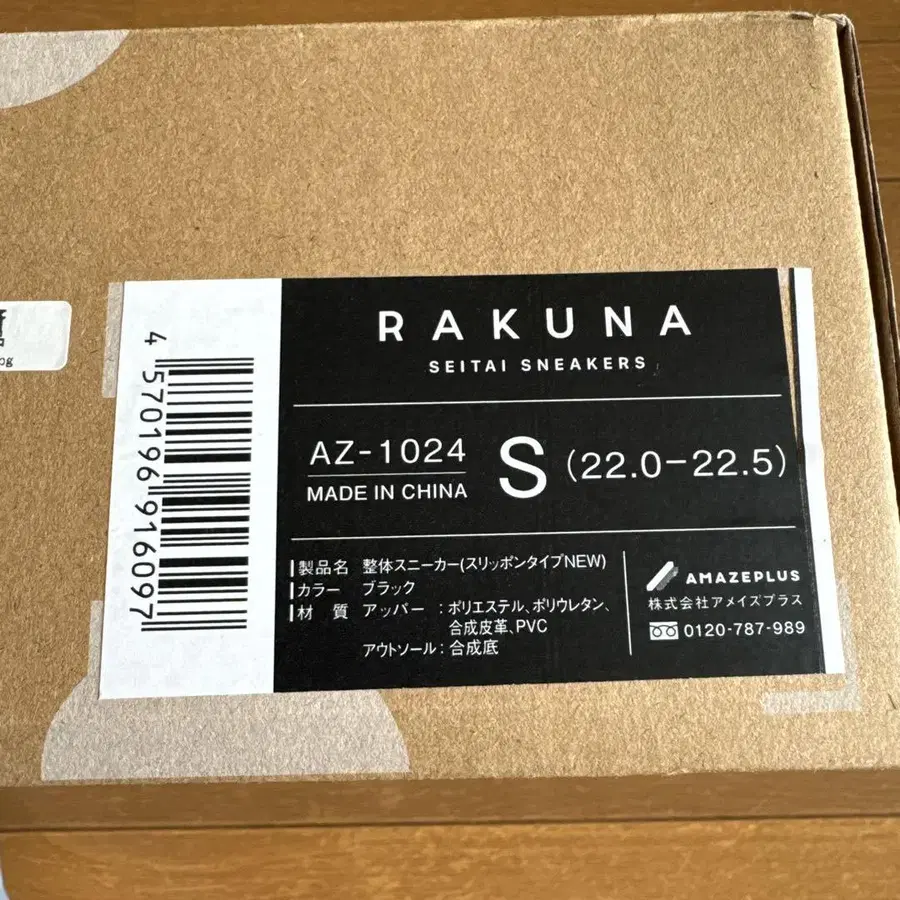 RAKUNA
SEITAI SNEAKERS
AZ-1024
MADE IN CHINA
S (22.0-22.5)
製品名 整体スニーカー(スリッポンタイプNEW)
カラー ブラック
材 質 アッパー : ポリエステル、ポリウレタン、
合成皮革、PVC
アウトソール : 合成底
AMAZEPLUS
株式会社アメイズプラス
0120-787-989
4 570196 916097